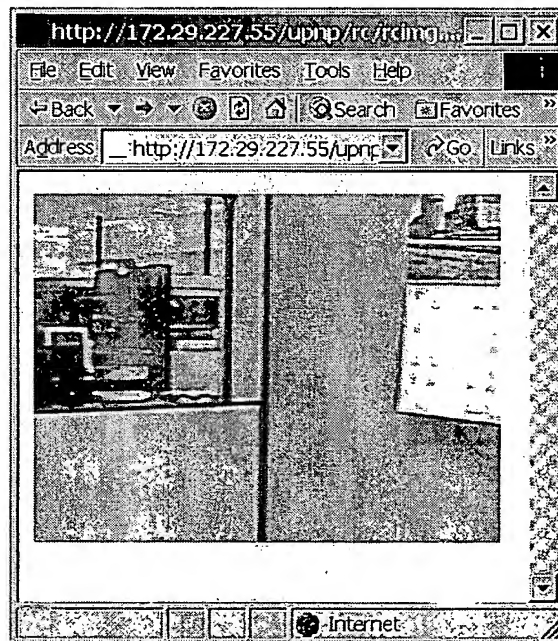 http://172.29.227.55/upnp/rc/rcimg....
File Edit View Favorites Tools Help
Back Search Favorites »
Address http://172.29.227.55/upnp Go Links »
Internet